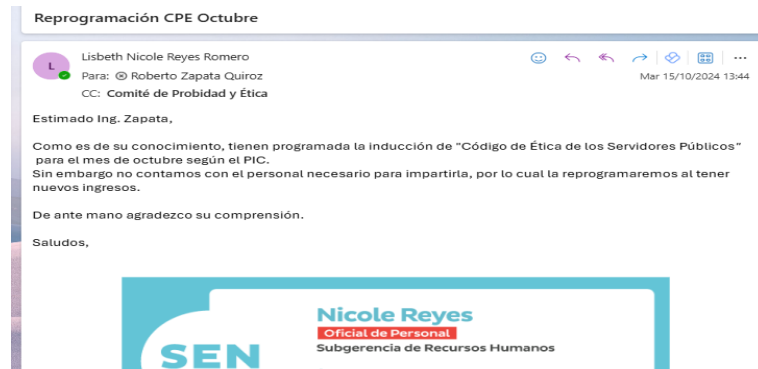 Reprogramación CPE Octubre
Lisbeth Nicole Reyes Romero
L
Para: Roberto Zapata Quiroz
Mar 15/10/2024 13:44
CC: Comité de Probidad y Ética
Estimado Ing. Zapata,
Como es de su conocimiento, tienen programada la inducción de "Código de Ética de los Servidores Públicos"
para el mes de octubre según el PIC.
Sin embargo no contamos con el personal necesario para impartirla, por lo cual la reprogramaremos al tener
nuevos ingresos.
De ante mano agradezco su comprensión.
Saludos,
Nicole Reyes
Oficial de Personal
Subgerencia de Recursos Humanos
SEN